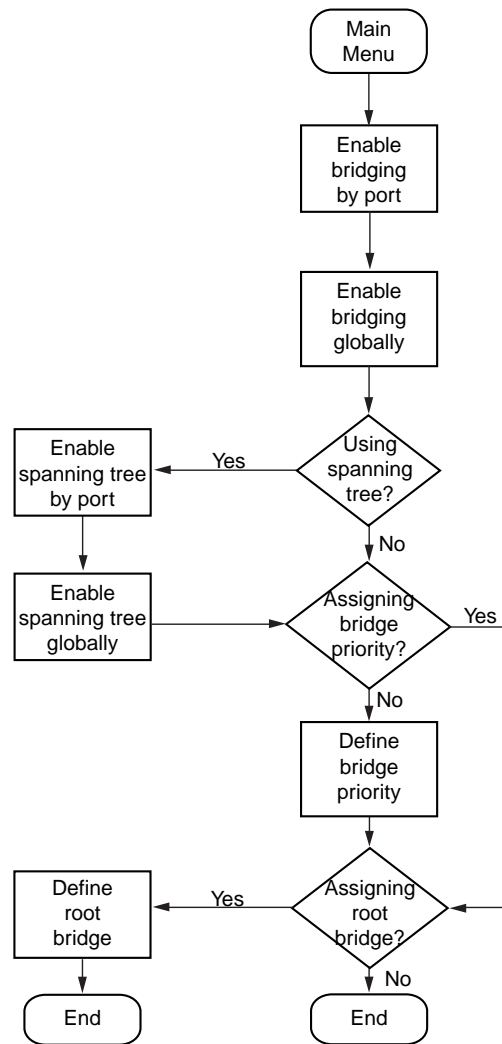 Main
Menu
Enable
bridging
by port
Enable
bridging
globally
Using
spanning
tree?
Yes
Enable
spanning tree
by port
No
Enable
spanning tree
globally
Assigning
bridge
priority?
Yes
No
Define
bridge
priority
Define
root
bridge
Yes
Assigning
root
bridge?
No
End
End